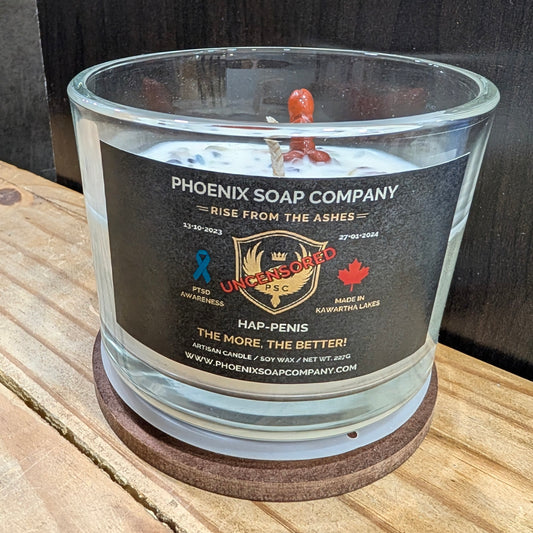 PHOENIX SOAP COMPANY
RISE FROM THE ASHES
13-10-2023
27-01-2024
UNCENSORED
PSC
PTSD
AWARENESS
MADE IN
KAWARTHA LAKES
HAP-PENIS
THE MORE, THE BETTER!
ARTISAN CANDLE / SOY WAX / NET WT. 227G
WWW.PHOENIXSOAPCOMPANY.COM